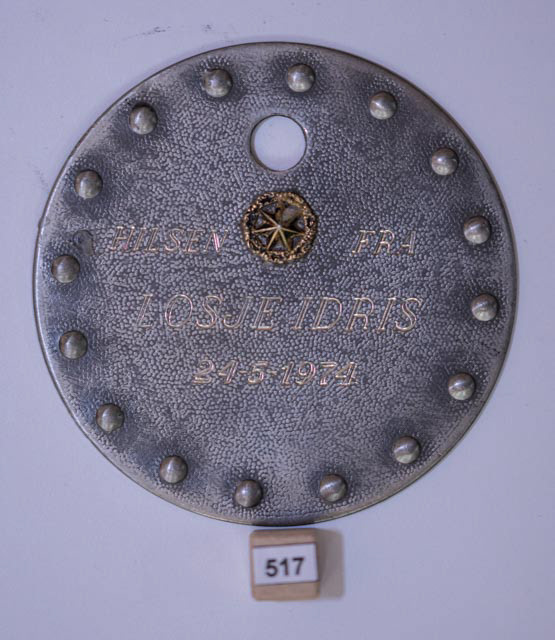 HILSEN FRA
LOSJE IDRIS
24-5-1974
517